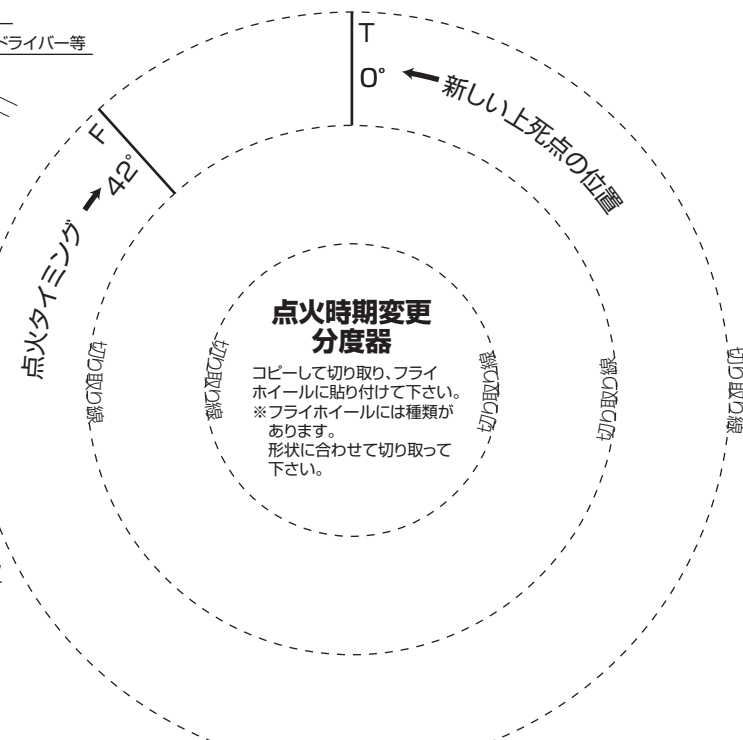 ドライバー等
T
0°
新しい上死点の位置
F
42°
点火タイミング
切り取り線
切り取り線
切り取り線
切り取り線
切り取り線
点火時期変更
分度器
コピーして切り取り、フライ
ホイールに貼り付けて下さい。
※フライホイールには種類が
あります。
形状に合わせて切り取って
下さい。